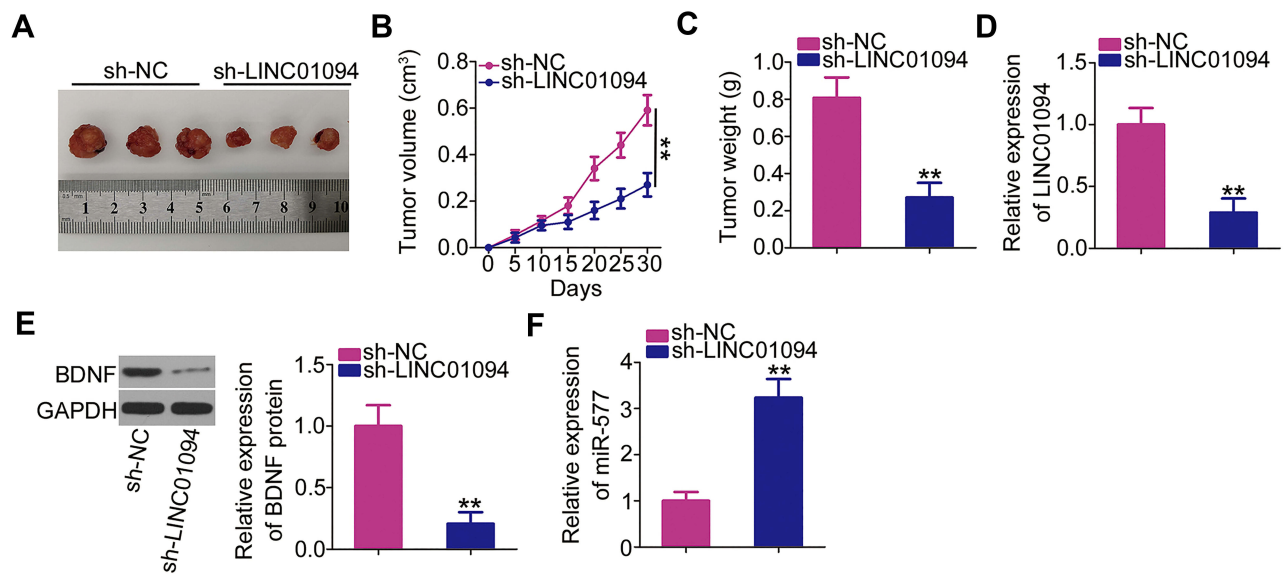 A
sh-NC
sh-LINC01094
0.5 mm
1 2 3 4 5 6 7 8 9 10
mm
B
Tumor volume (cm³)
sh-NC
sh-LINC01094
0.8
0.6
0.4
0.2
0.0
0 5 10 15 20 25 30
Days
**
C
Tumor weight (g)
sh-NC
sh-LINC01094
1.0
0.8
0.6
0.4
0.2
0.0
**
D
Relative expression
of LINC01094
sh-NC
sh-LINC01094
1.5
1.0
0.5
0.0
**
E
BDNF
GAPDH
sh-NC
sh-LINC01094
Relative expression
of BDNF protein
sh-NC
sh-LINC01094
1.5
1.0
0.5
0.0
**
F
Relative expression
of miR-577
sh-NC
sh-LINC01094
4
3
2
1
0
**